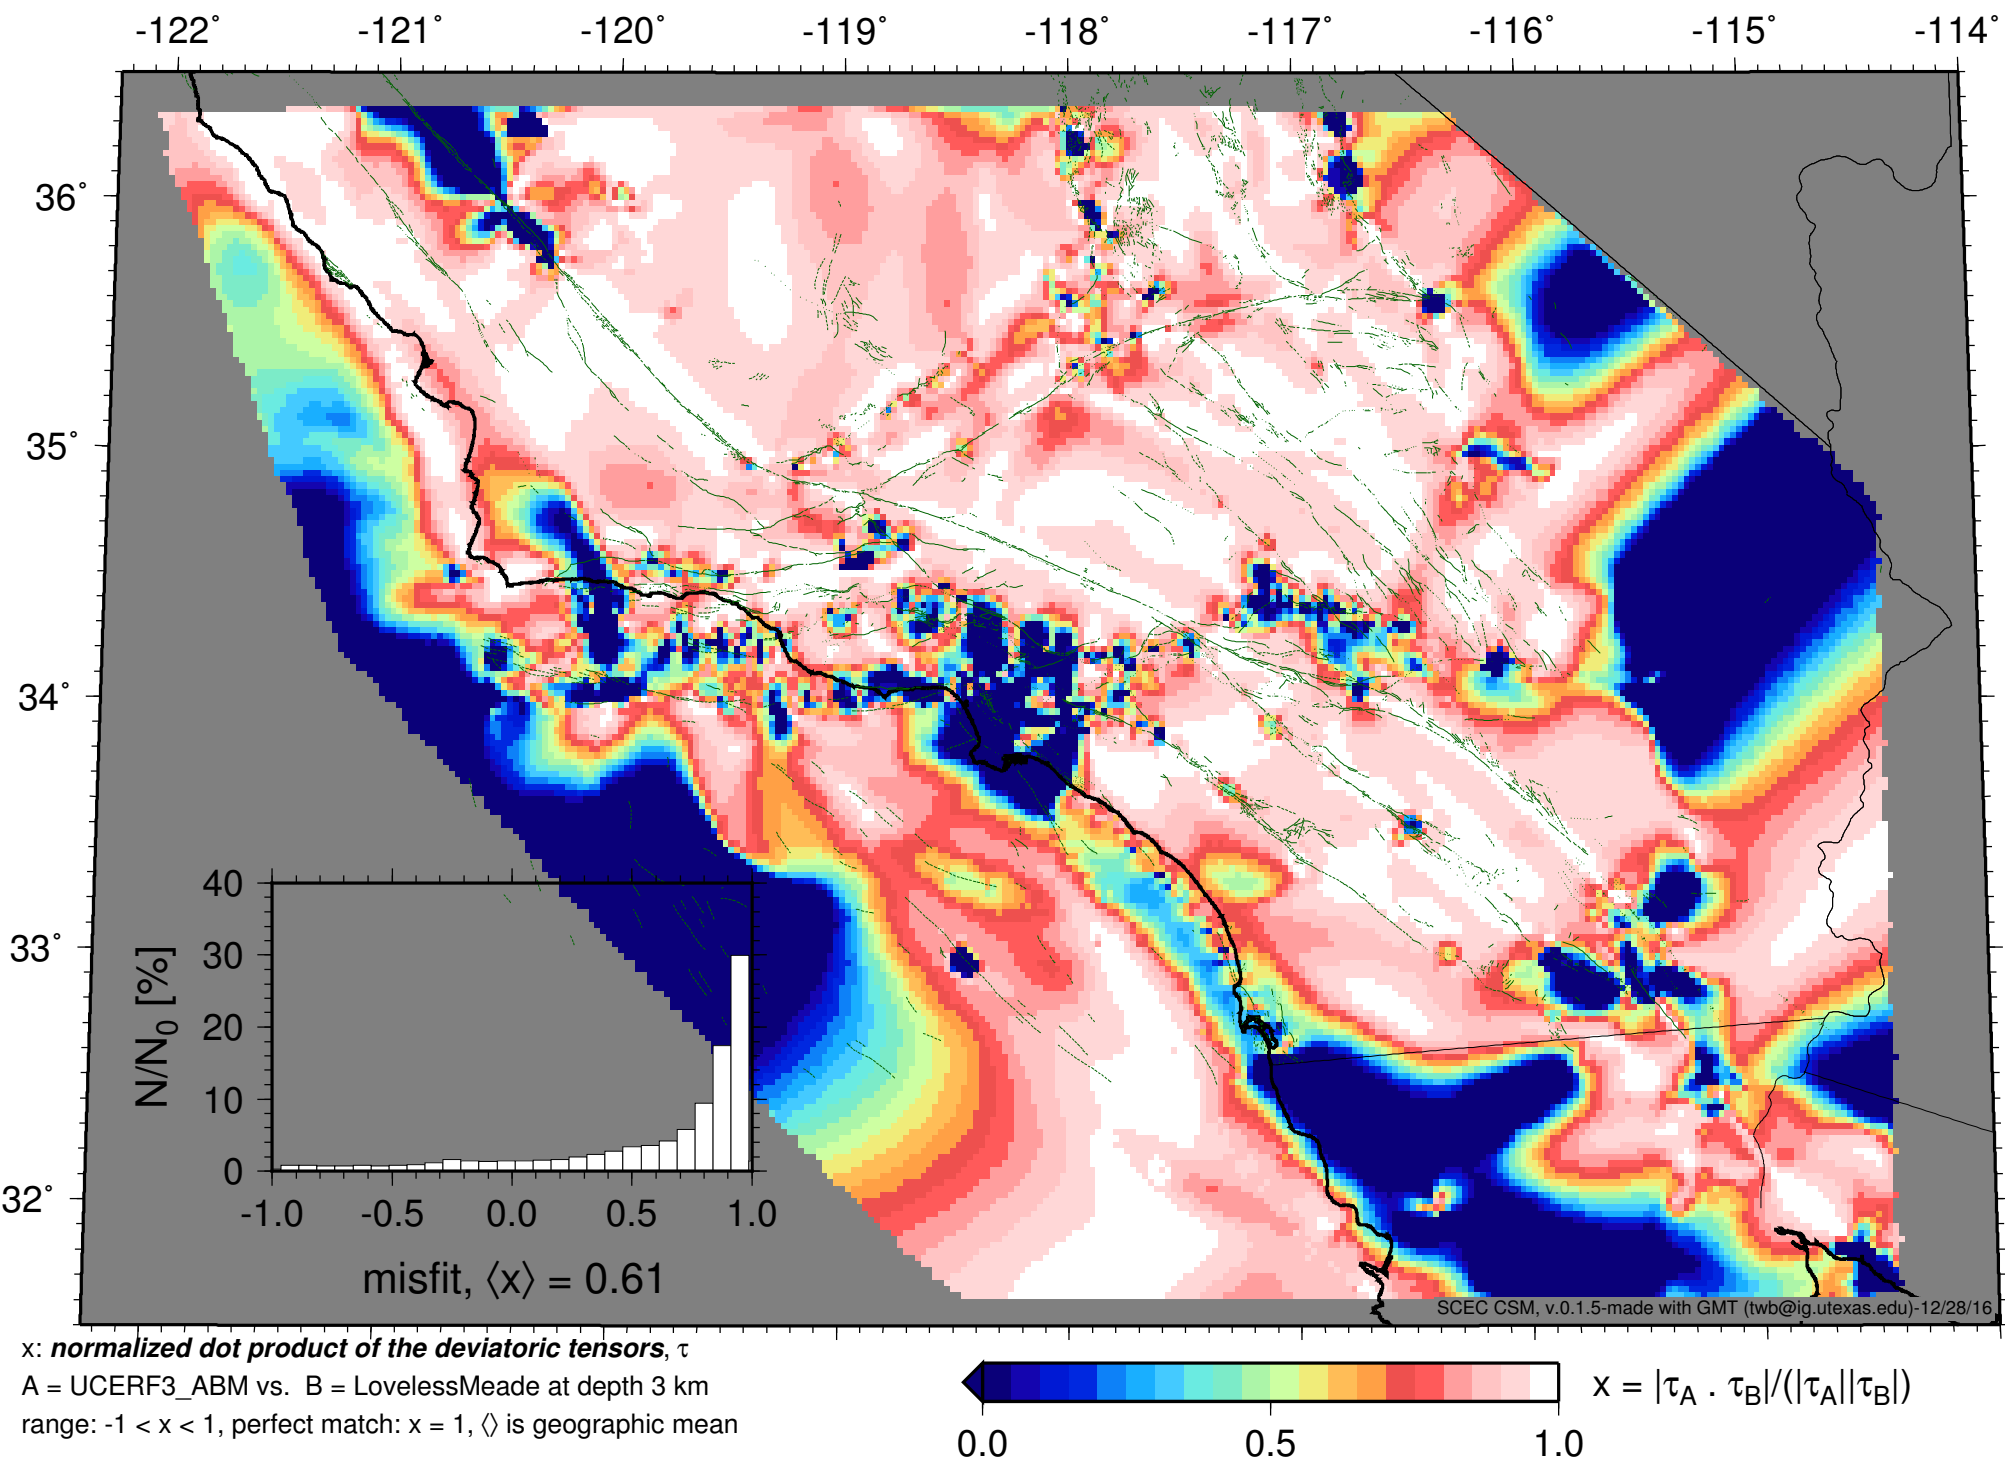 -122° -121° -120° -119° -118° -117° -116° -115° -114°
36°
35°
34°
33°
32°
40
30
20
10
0
N/N0 [%]
-1.0 -0.5 0.0 0.5 1.0
misfit, ⟨x⟩ = 0.61
SCEC CSM, v.0.1.5-made with GMT (twb@ig.utexas.edu)-12/28/16
x: normalized dot product of the deviatoric tensors, τ
A = UCERF3_ABM vs. B = LovelessMeade at depth 3 km
range: -1 < x < 1, perfect match: x = 1, ⟨⟩ is geographic mean
x = |τA . τB|/(|τA||τB|)
0.0 0.5 1.0